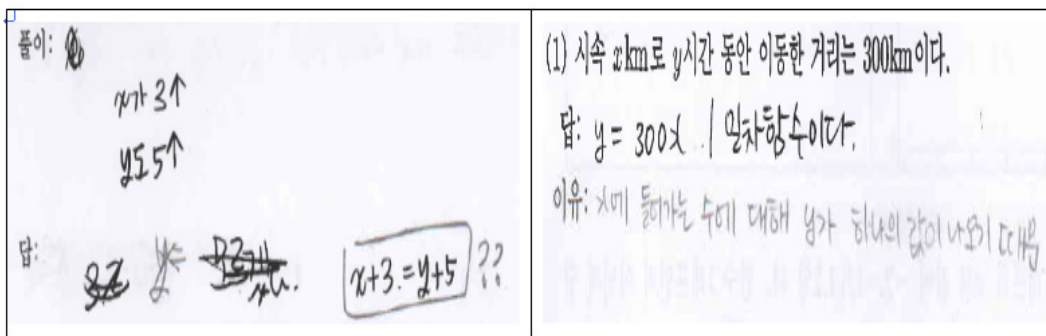 풀이:
x가 3↑
y도 5↑
답: y= x+3.=y+5 ??
(1) 시속 x km로 y시간 동안 이동한 거리는 300km이다.
답: y = 300x / 일차함수이다.
이유: x에 들어가는 수에 대해 y가 하나의 값이 나오기 때문